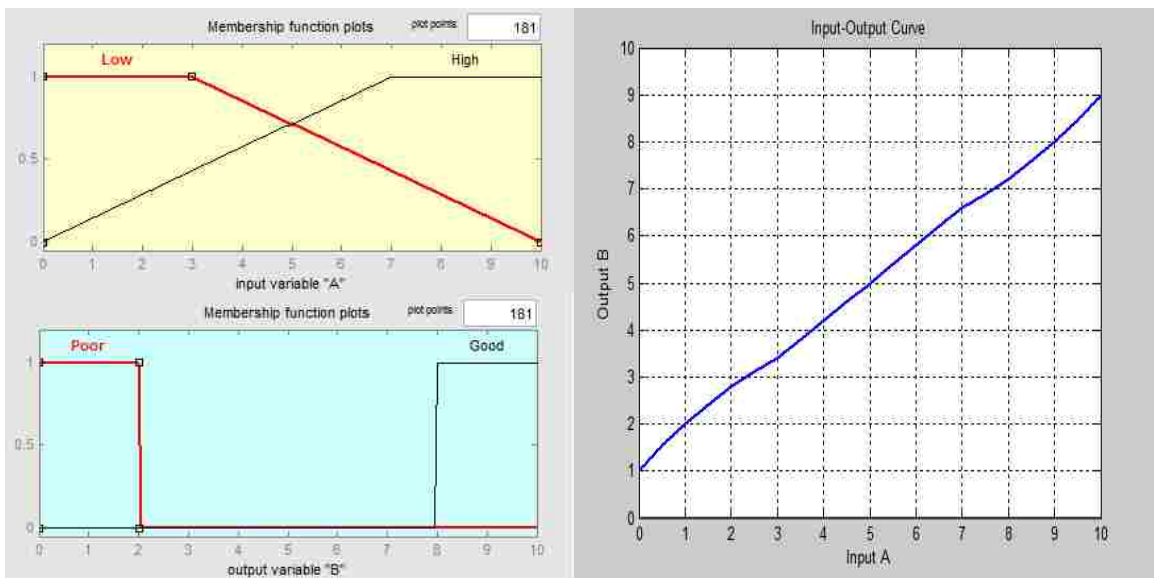 Membership function plots plot points: 181
Low High
1
0.5
0
0 1 2 3 4 5 6 7 8 9 10
input variable "A"
Membership function plots plot points: 181
Poor Good
1
0.5
0
0 1 2 3 4 5 6 7 8 9 10
output variable "B"
Input-Output Curve
10
9
8
7
6
5
4
3
2
1
0
Output B
0 1 2 3 4 5 6 7 8 9 10
Input A